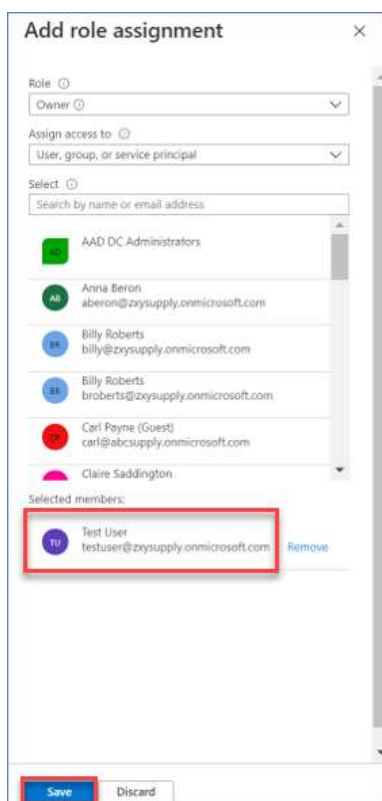 Add role assignment
Role
Owner
Assign access to
User, group, or service principal
Select
Search by name or email address
AD
AAD DC Administrators
AB
Anna Beron
aberon@zxysupply.onmicrosoft.com
BR
Billy Roberts
billy@zxysupply.onmicrosoft.com
BR
Billy Roberts
broberts@zxysupply.onmicrosoft.com
CP
Carl Payne (Guest)
carl@abcsupply.onmicrosoft.com
Claire Saddington
Selected members:
TU
Test User
testuser@zxysupply.onmicrosoft.com
Remove
Save
Discard